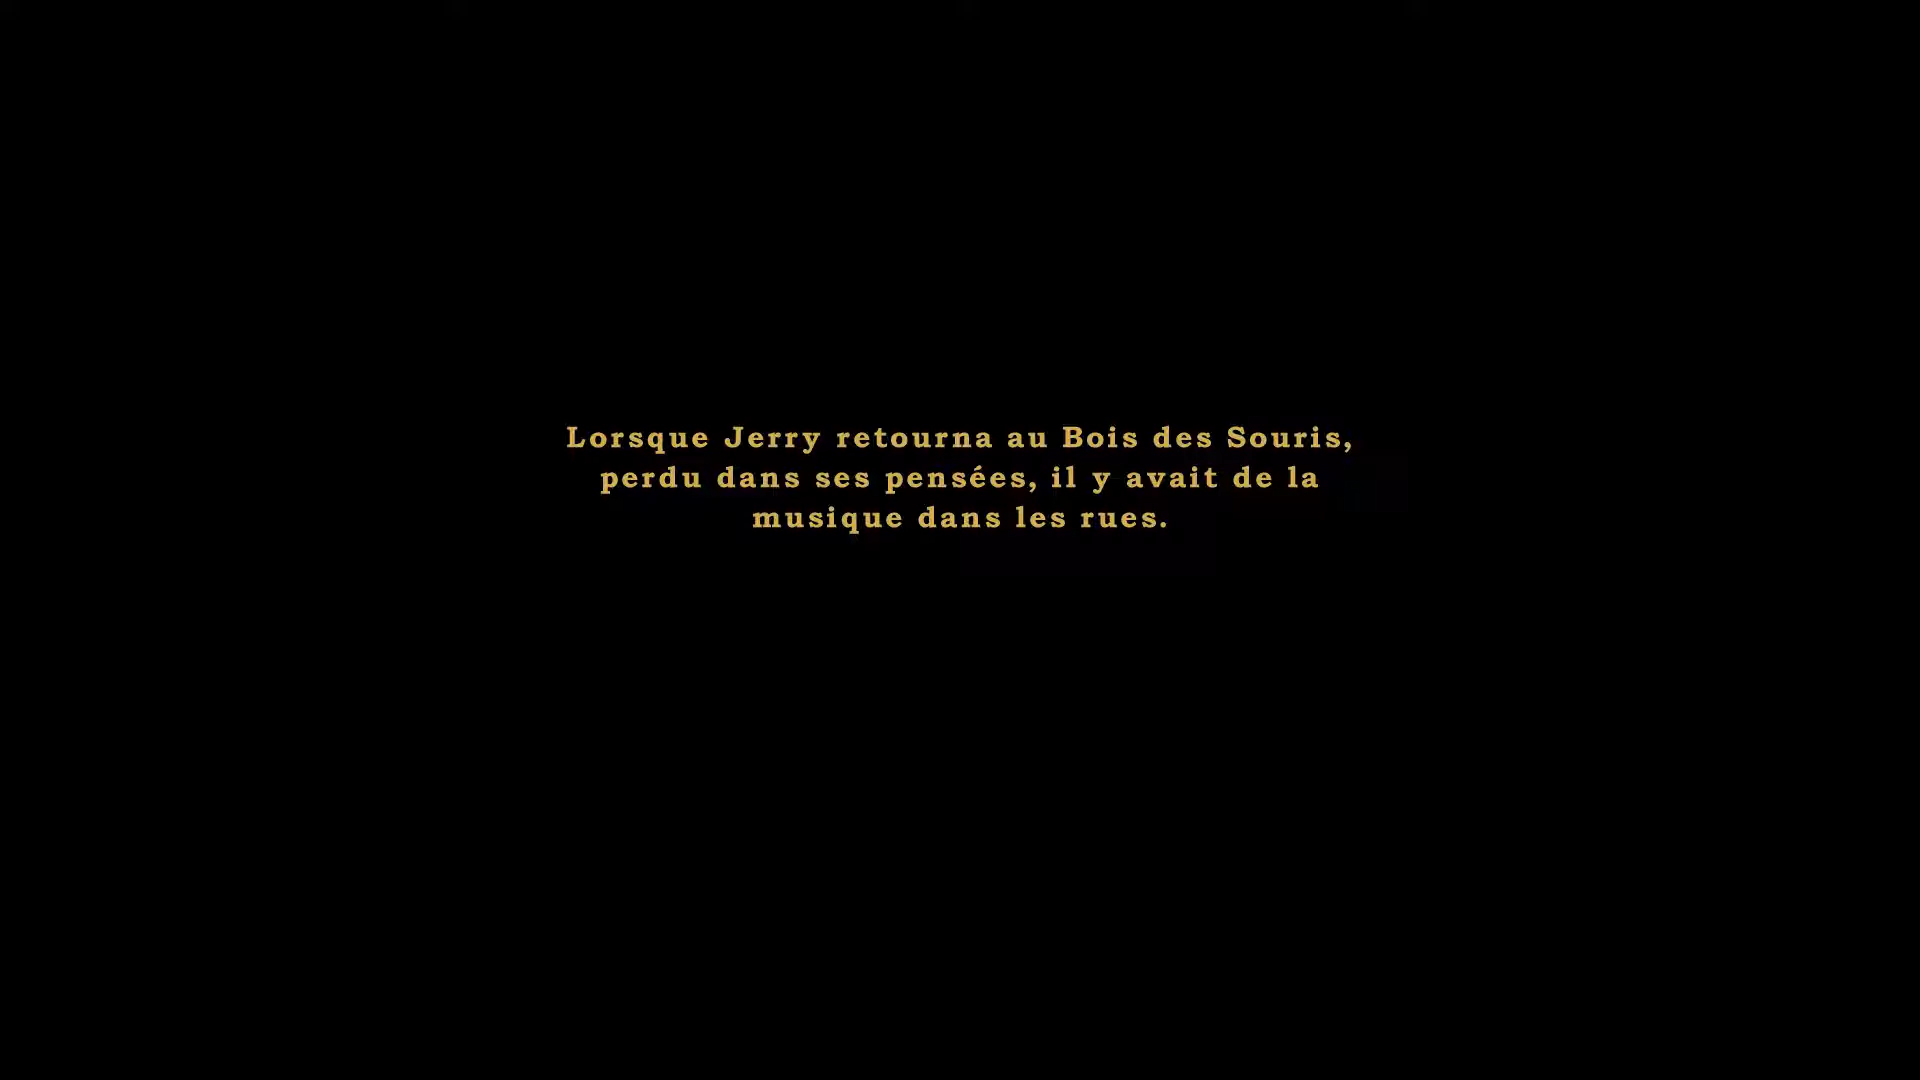 Lorsque Jerry retourna au Bois des Souris,
perdu dans ses pensées, il y avait de la
musique dans les rues.